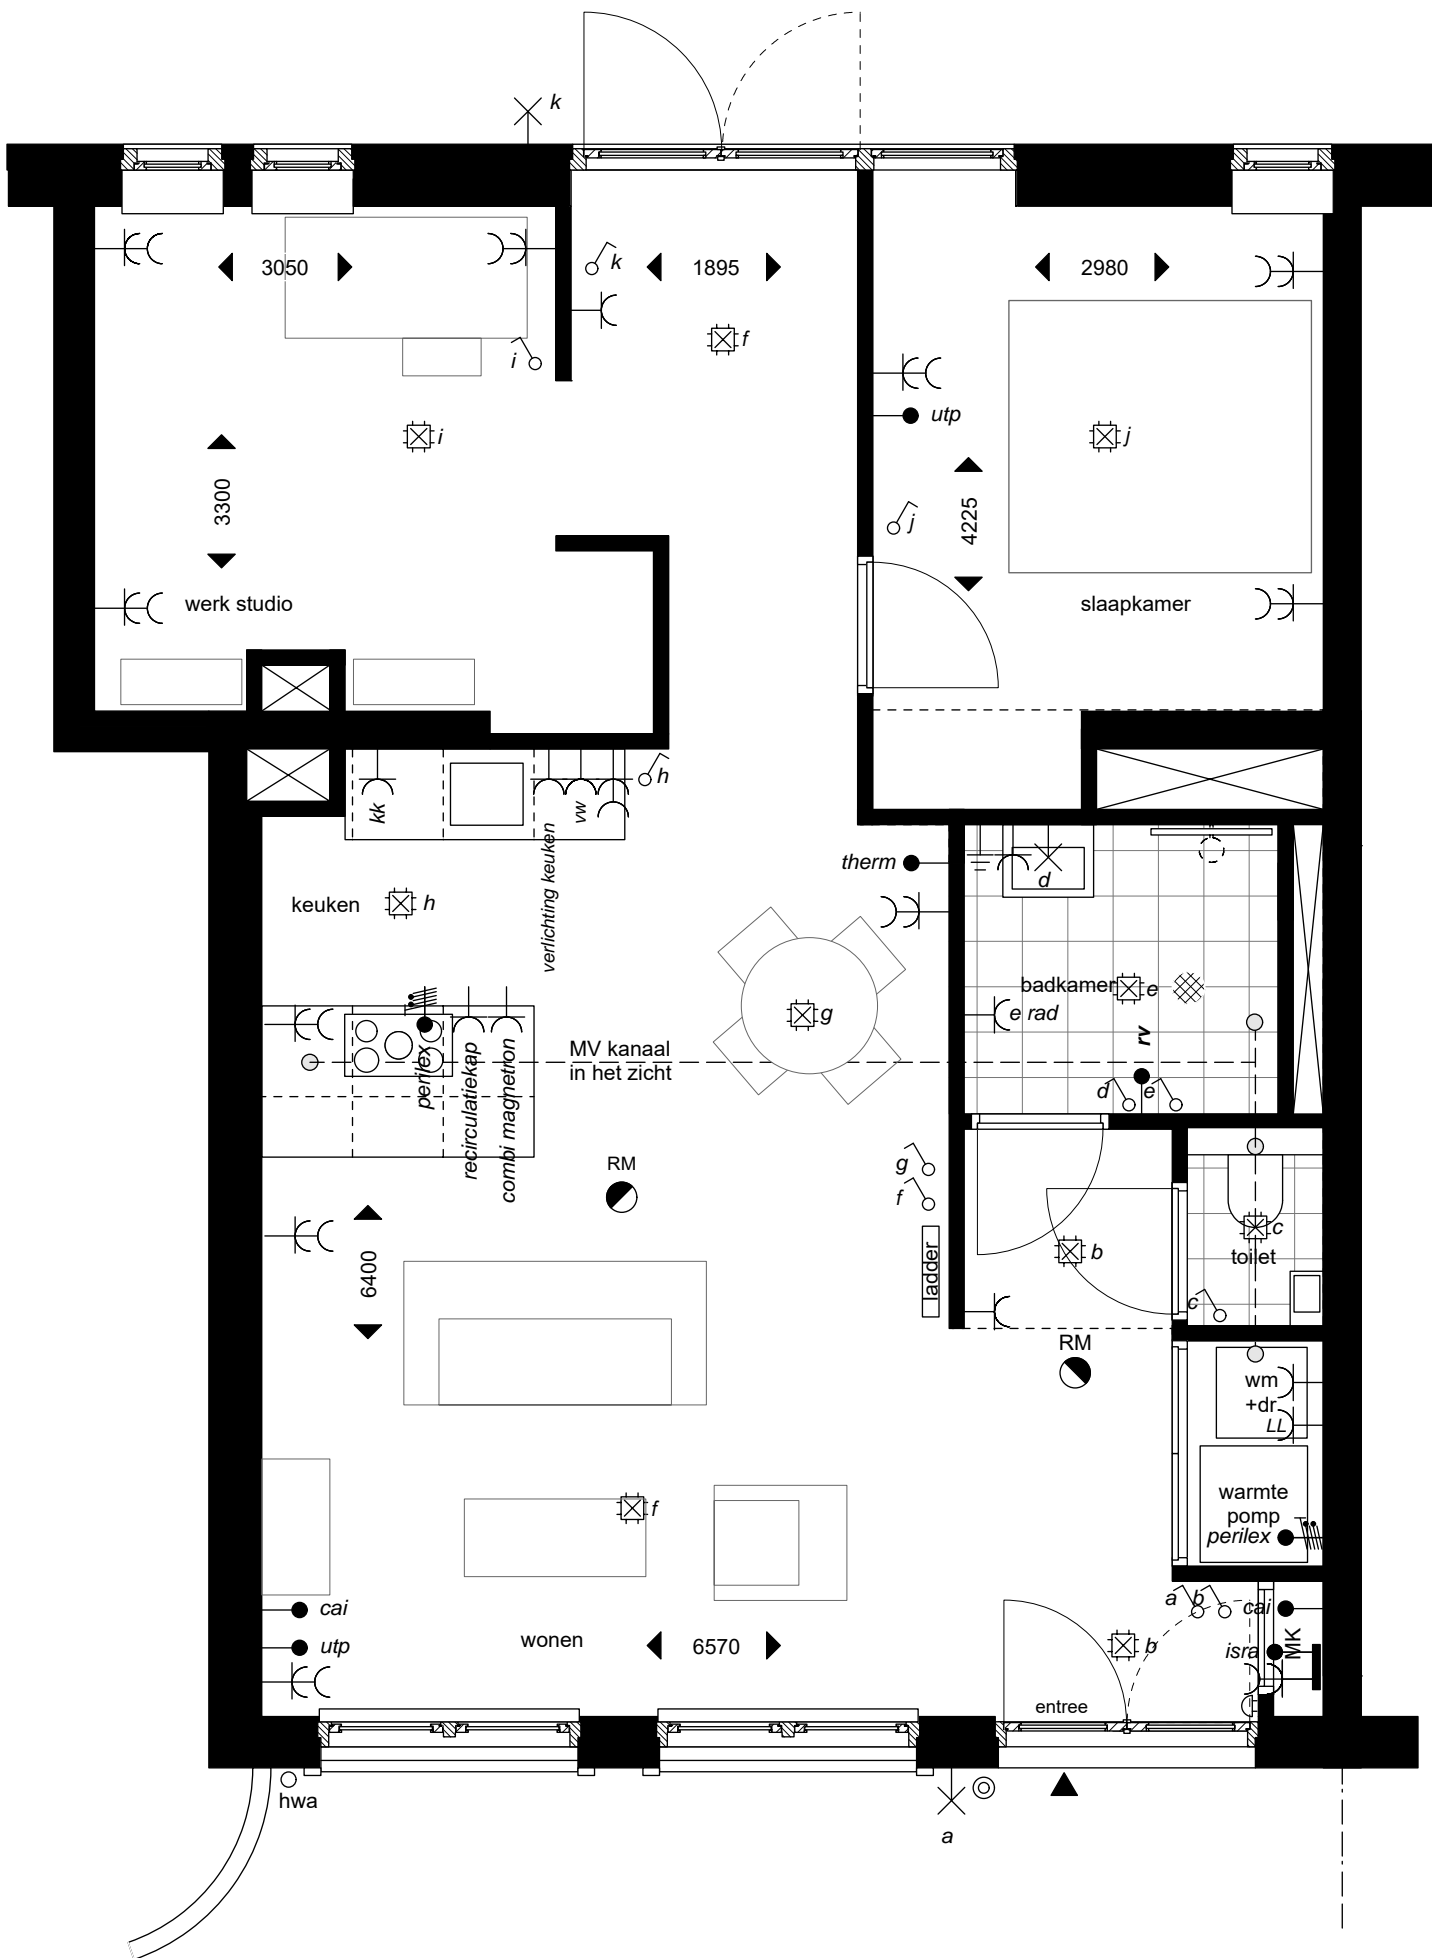 k
3050
k
1895
2980
f
i
utp
i
j
3300
j
4225
werk studio
slaapkamer
kk
vw
h
verlichting keuken
therm
d
keuken
h
badkamer
e
e rad
g
rv
perilex
recirculatiekap
combi magnetron
MV kanaal
in het zicht
d
e
RM
g
f
ladder
b
c
toilet
c
6400
RM
wm
+dr
LL
f
warmte
pomp
perilex
cai
utp
wonen
6570
a
b
cai
b
isra
MK
entree
hwa
a